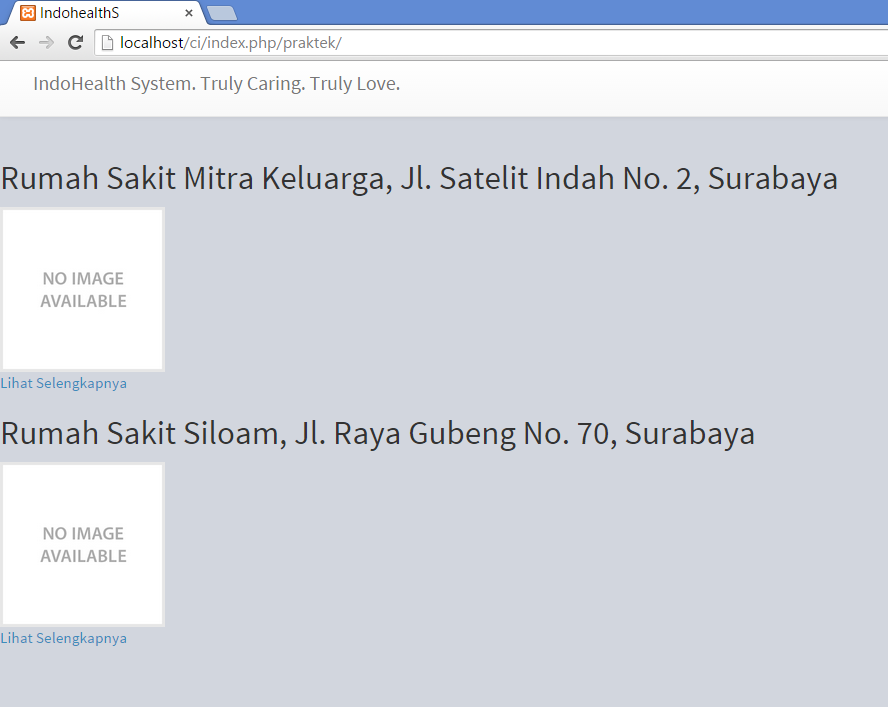 IndohealthS
localhost/ci/index.php/praktek/
IndoHealth System. Truly Caring. Truly Love.
Rumah Sakit Mitra Keluarga, Jl. Satelit Indah No. 2, Surabaya
NO IMAGE
AVAILABLE
Lihat Selengkapnya
Rumah Sakit Siloam, Jl. Raya Gubeng No. 70, Surabaya
NO IMAGE
AVAILABLE
Lihat Selengkapnya